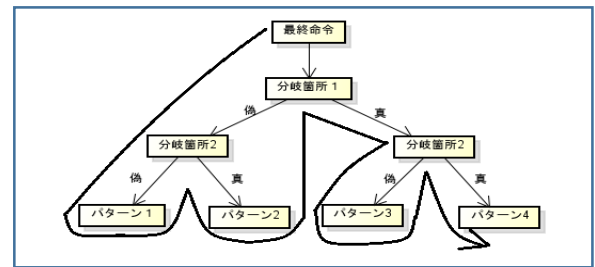 最終命令
分岐箇所 1
偽
真
分岐箇所2
分岐箇所2
偽
真
偽
真
パターン 1
パターン2
パターン3
パターン4